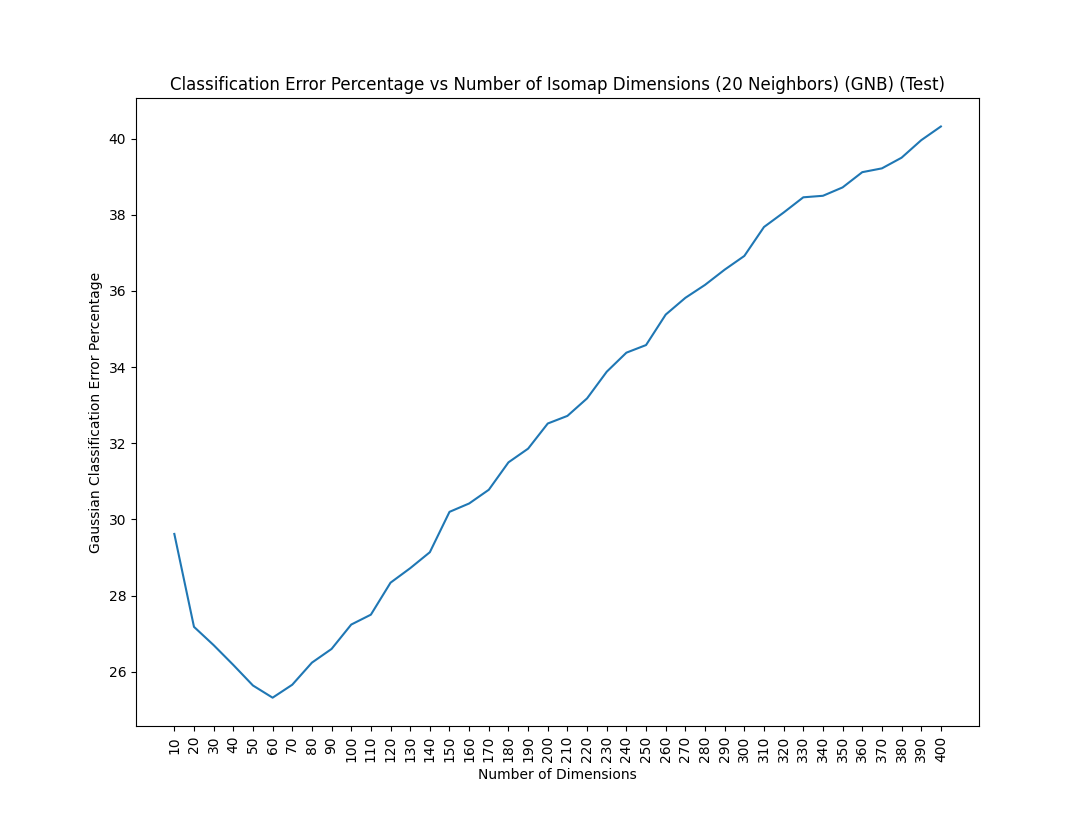 Classification Error Percentage vs Number of Isomap Dimensions (20 Neighbors) (GNB) (Test)
Gaussian Classification Error Percentage
40
38
36
34
32
30
28
26
10 20 30 40 50 60 70 80 90 100 110 120 130 140 150 160 170 180 190 200 210 220 230 240 250 260 270 280 290 300 310 320 330 340 350 360 370 380 390 400
Number of Dimensions